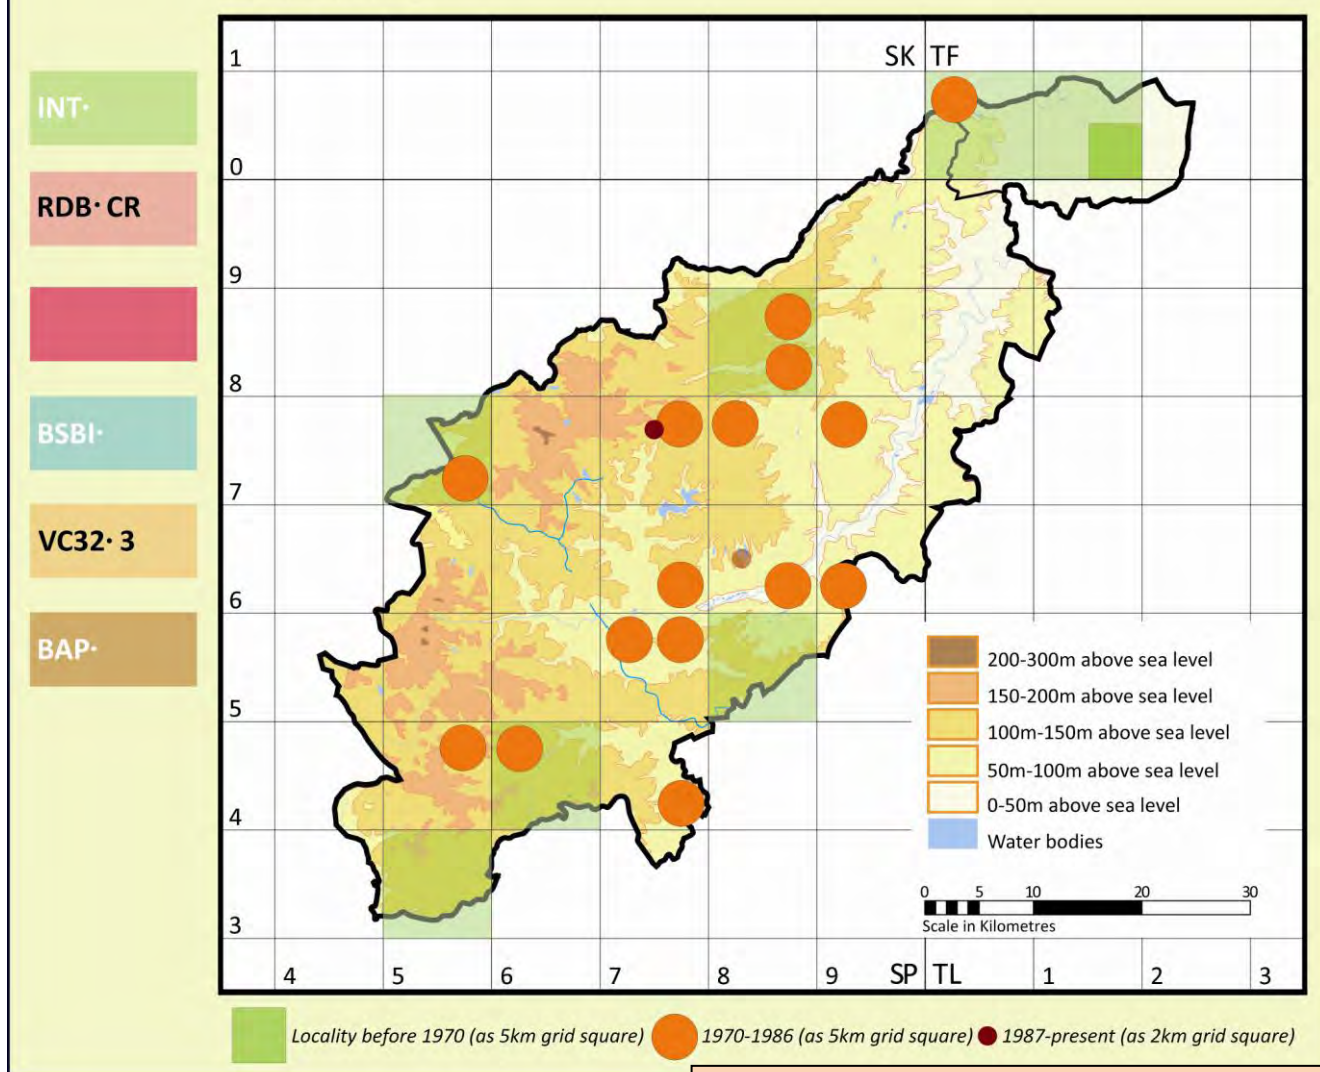 INT·
RDB· CR
BSBI·
VC32· 3
BAP·
SK TF
1
0
9
8
7
6
5
4
3
4 5 6 7 8 9 SP TL 1 2 3
200-300m above sea level
150-200m above sea level
100m-150m above sea level
50m-100m above sea level
0-50m above sea level
Water bodies
0 5 10 20 30
Scale in Kilometres
Locality before 1970 (as 5km grid square) 1970-1986 (as 5km grid square) 1987-present (as 2km grid square)